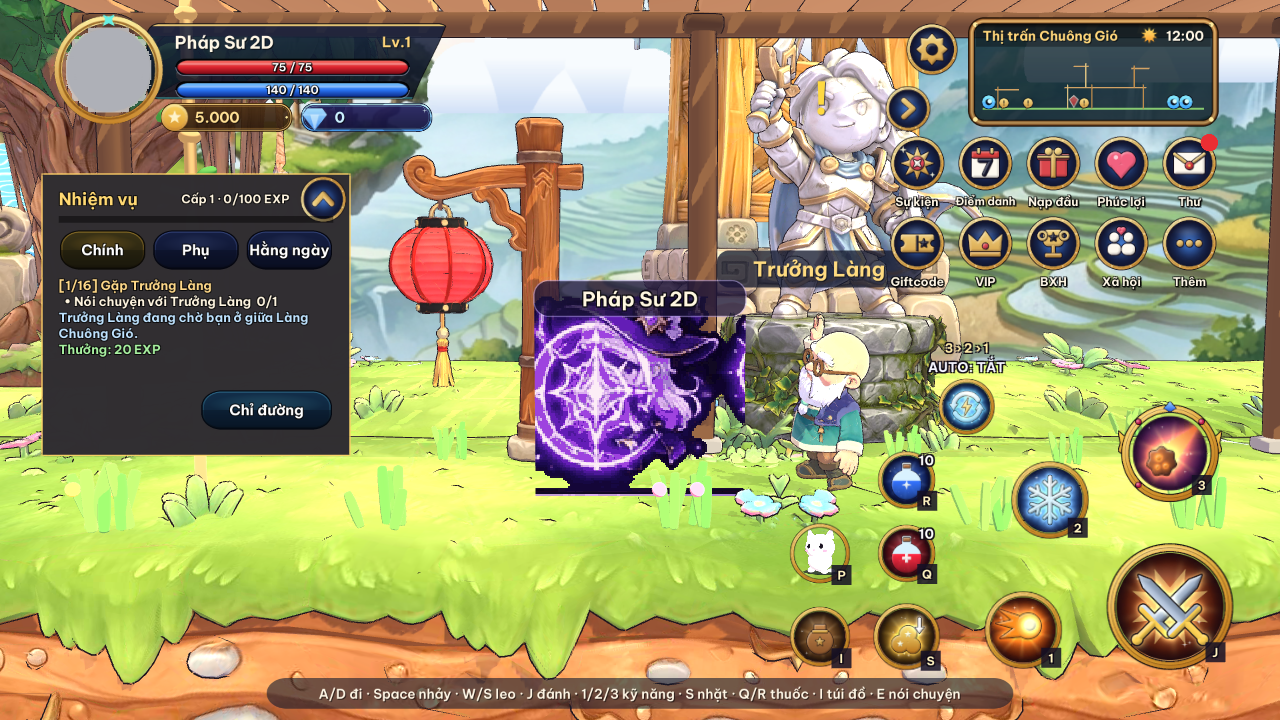 Pháp Sư 2D
Lv.1
75 / 75
140 / 140
5.000
0
Thị trấn Chuông Gió
12:00
Nhiệm vụ
Cấp 1 · 0/100 EXP
Chính
Phụ
Hằng ngày
[1/16] Gặp Trưởng Làng
• Nói chuyện với Trưởng Làng 0/1
Trưởng Làng đang chờ bạn ở giữa Làng
Chuông Gió.
Thưởng: 20 EXP
Chỉ đường
7
Sự kiện
Điểm danh
Nạp đầu
Phúc lợi
Thư
Giftcode
VIP
BXH
Xã hội
Thêm
Trưởng Làng
Pháp Sư 2D
3›2›1
AUTO: TẮT
10
R
3
2
10
Q
P
I
S
1
J
A/D đi · Space nhảy · W/S leo · J đánh · 1/2/3 kỹ năng · S nhặt · Q/R thuốc · I túi đồ · E nói chuyện